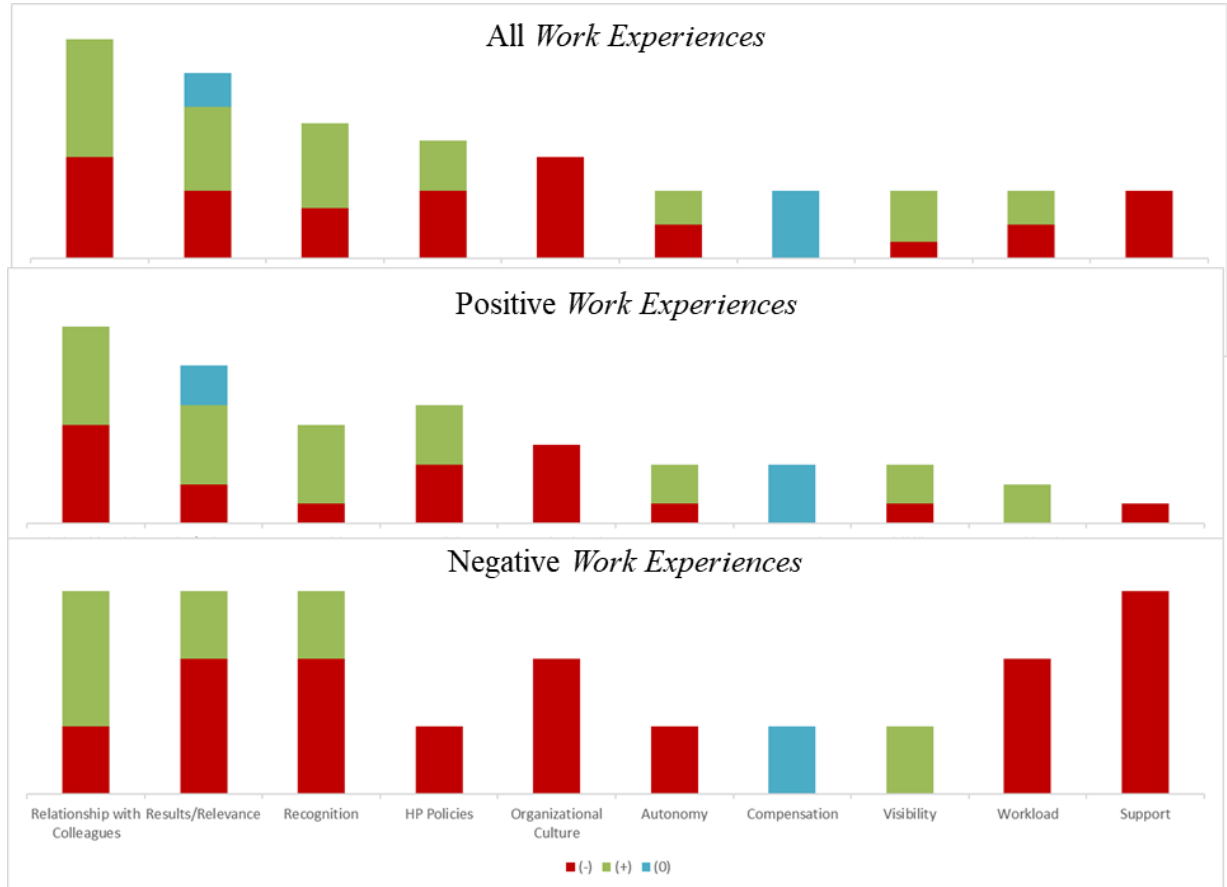 All Work Experiences
Positive Work Experiences
Negative Work Experiences
Relationship with Colleagues
Results/Relevance
Recognition
HP Policies
Organizational Culture
Autonomy
Compensation
Visibility
Workload
Support
(-) (+) (0)